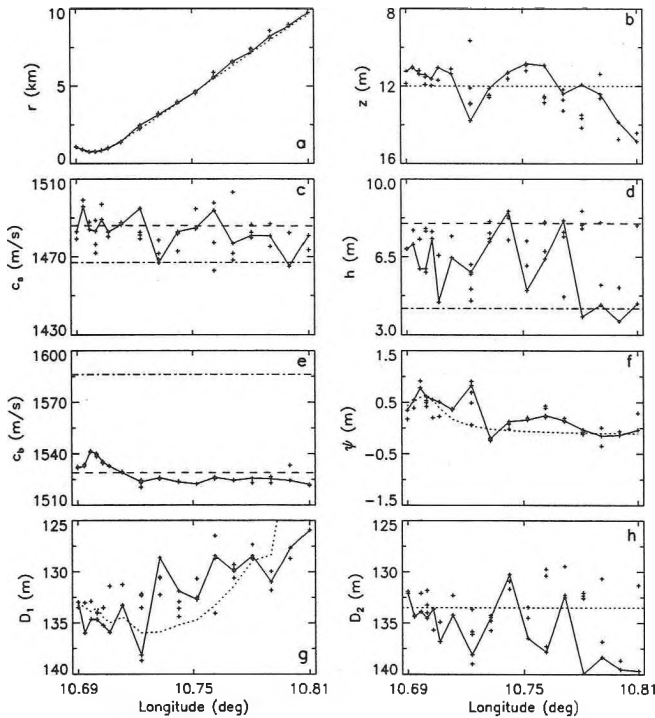 10
5
0
r (km)
a
8
12
16
z (m)
b
1510
1470
1430
c_s (m/s)
c
10.0
6.5
3.0
h (m)
d
1600
1590
1530
1510
c_b (m/s)
e
1.5
0.5
-0.5
-1.5
ψ (m)
f
125
130
135
140
D_1 (m)
g
125
130
135
140
D_2 (m)
h
10.69 10.75 10.81
Longitude (deg)
10.69 10.75 10.81
Longitude (deg)